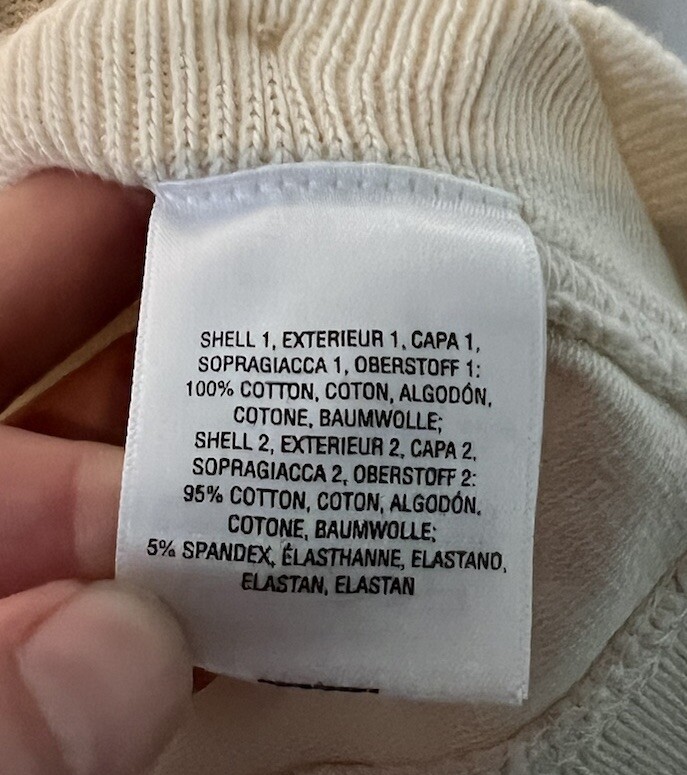 SHELL 1, EXTERIEUR 1, CAPA 1,
SOPRAGIACCA 1, OBERSTOFF 1:
100% COTTON, COTON, ALGODÓN,
COTONE, BAUMWOLLE;
SHELL 2, EXTERIEUR 2, CAPA 2,
SOPRAGIACCA 2, OBERSTOFF 2:
95% COTTON, COTON, ALGODÓN,
COTONE, BAUMWOLLE;
5% SPANDEX, ÉLASTHANNE, ELASTANO,
ELASTAN, ELASTAN